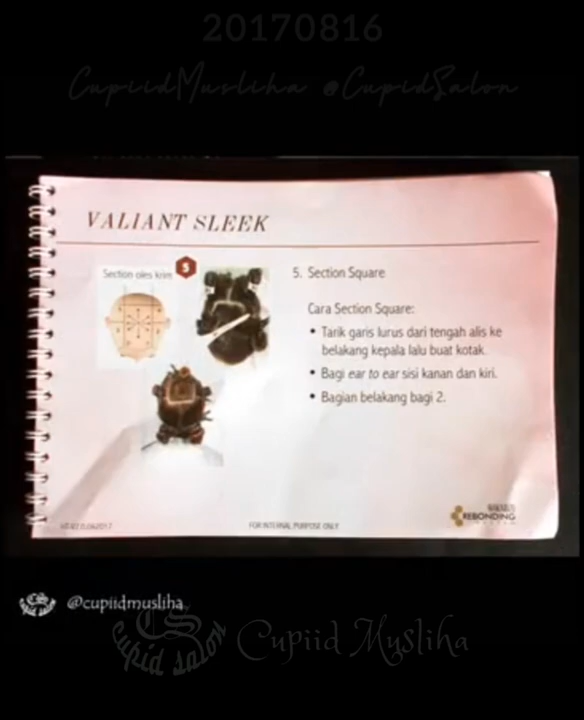 20170816
CupiidMusliha @CupidSalon
VALIANT SLEEK
Section oles krim
5
5. Section Square
Cara Section Square:
• Tarik garis lurus dari tengah alis ke
belakang kepala lalu buat kotak.
• Bagi ear to ear sisi kanan dan kiri.
• Bagian belakang bagi 2.
FOR INTERNAL PURPOSE ONLY
REBONDING
@cupiidmusliha
CS
Cupid Salon
Cupiid Musliha